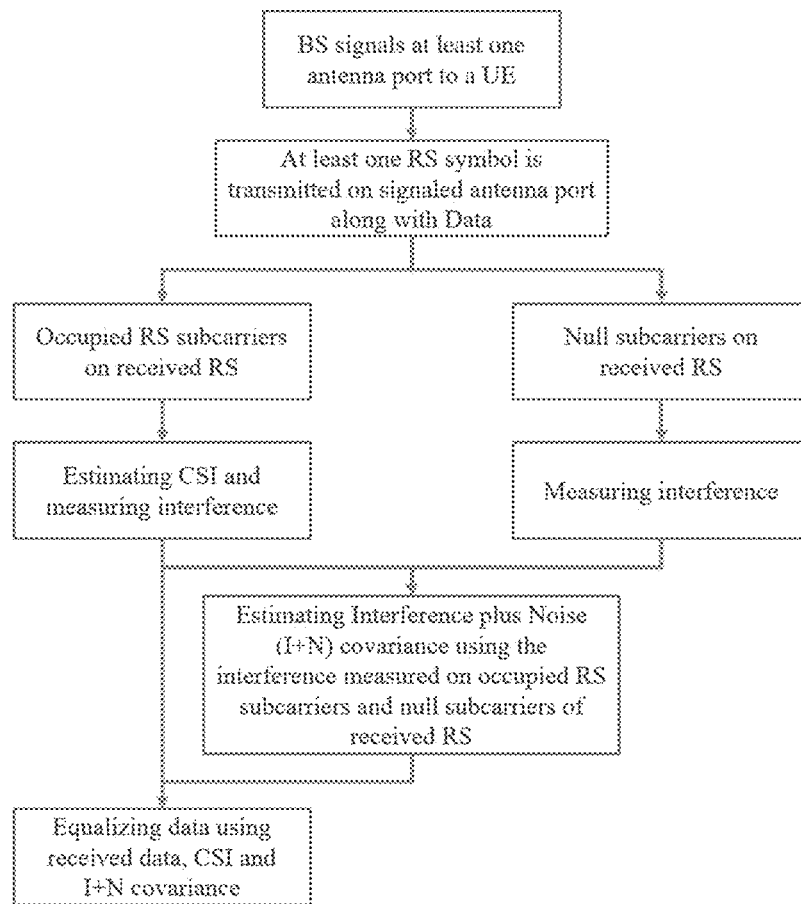 BS signals at least one
antenna port to a UE
At least one RS symbol is
transmitted on signaled antenna port
along with Data
Occupied RS subcarriers
on received RS
Null subcarriers on
received RS
Estimating CSI and
measuring interference
Measuring interference
Estimating Interference plus Noise
(I+N) covariance using the
interference measured on occupied RS
subcarriers and null subcarriers of
received RS
Equalizing data using
received data, CSI and
I+N covariance